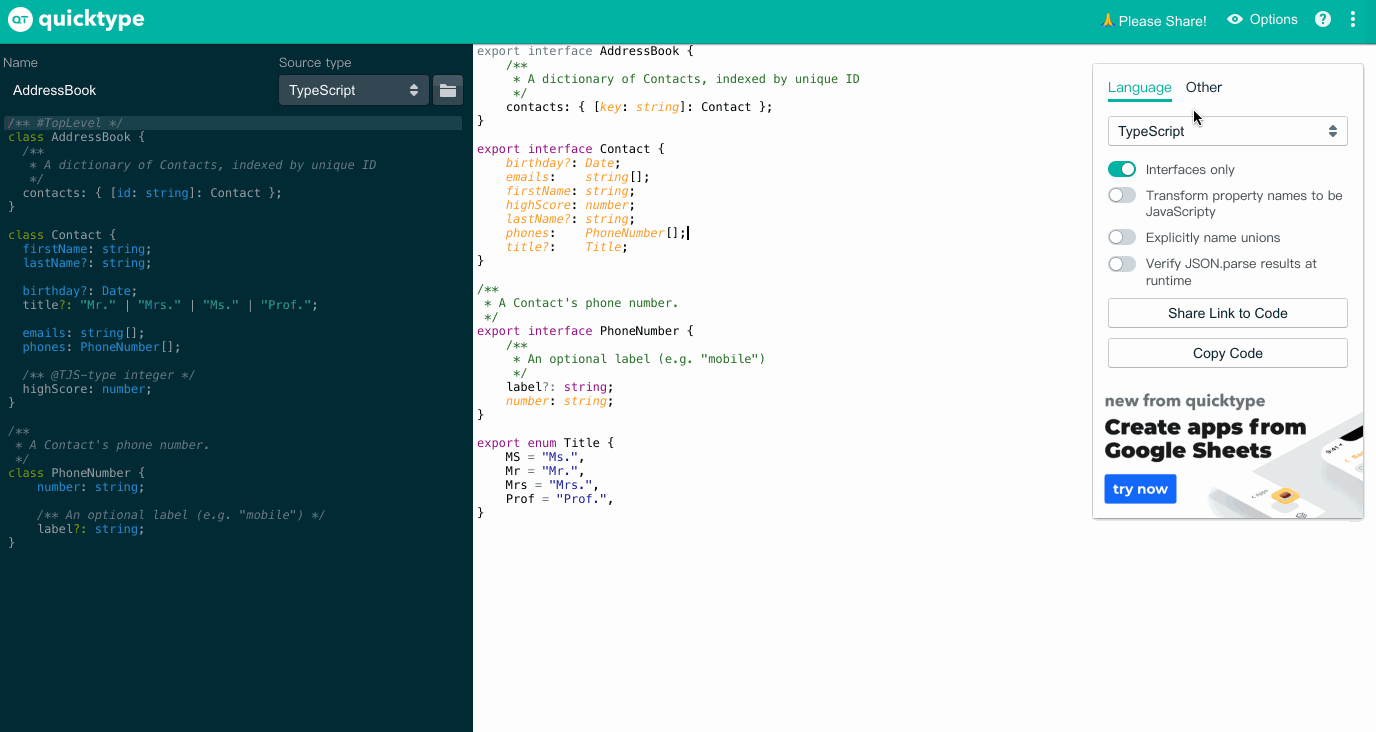 QT quicktype
🙏 Please Share!
Options
?
Name
Source type
AddressBook
TypeScript
/** #TopLevel */
class AddressBook {
  /**
   * A dictionary of Contacts, indexed by unique ID
   */
  contacts: { [id: string]: Contact };
}
class Contact {
  firstName: string;
  lastName?: string;
  birthday?: Date;
  title?: "Mr." | "Mrs." | "Ms." | "Prof.";
  emails: string[];
  phones: PhoneNumber[];
  /** @TJS-type integer */
  highScore: number;
}
/**
 * A Contact's phone number.
 */
class PhoneNumber {
    number: string;
    /** An optional label (e.g. "mobile") */
    label?: string;
}
export interface AddressBook {
    /**
     * A dictionary of Contacts, indexed by unique ID
     */
    contacts: { [key: string]: Contact };
}
export interface Contact {
    birthday?: Date;
    emails:    string[];
    firstName: string;
    highScore: number;
    lastName?: string;
    phones:    PhoneNumber[];
    title?:    Title;
}
/**
 * A Contact's phone number.
 */
export interface PhoneNumber {
    /**
     * An optional label (e.g. "mobile")
     */
    label?: string;
    number: string;
}
export enum Title {
    MS = "Ms.",
    Mr = "Mr.",
    Mrs = "Mrs.",
    Prof = "Prof.",
}
Language
Other
TypeScript
Interfaces only
Transform property names to be
JavaScripty
Explicitly name unions
Verify JSON.parse results at
runtime
Share Link to Code
Copy Code
new from quicktype
Create apps from
Google Sheets
try now
9:41
Apps